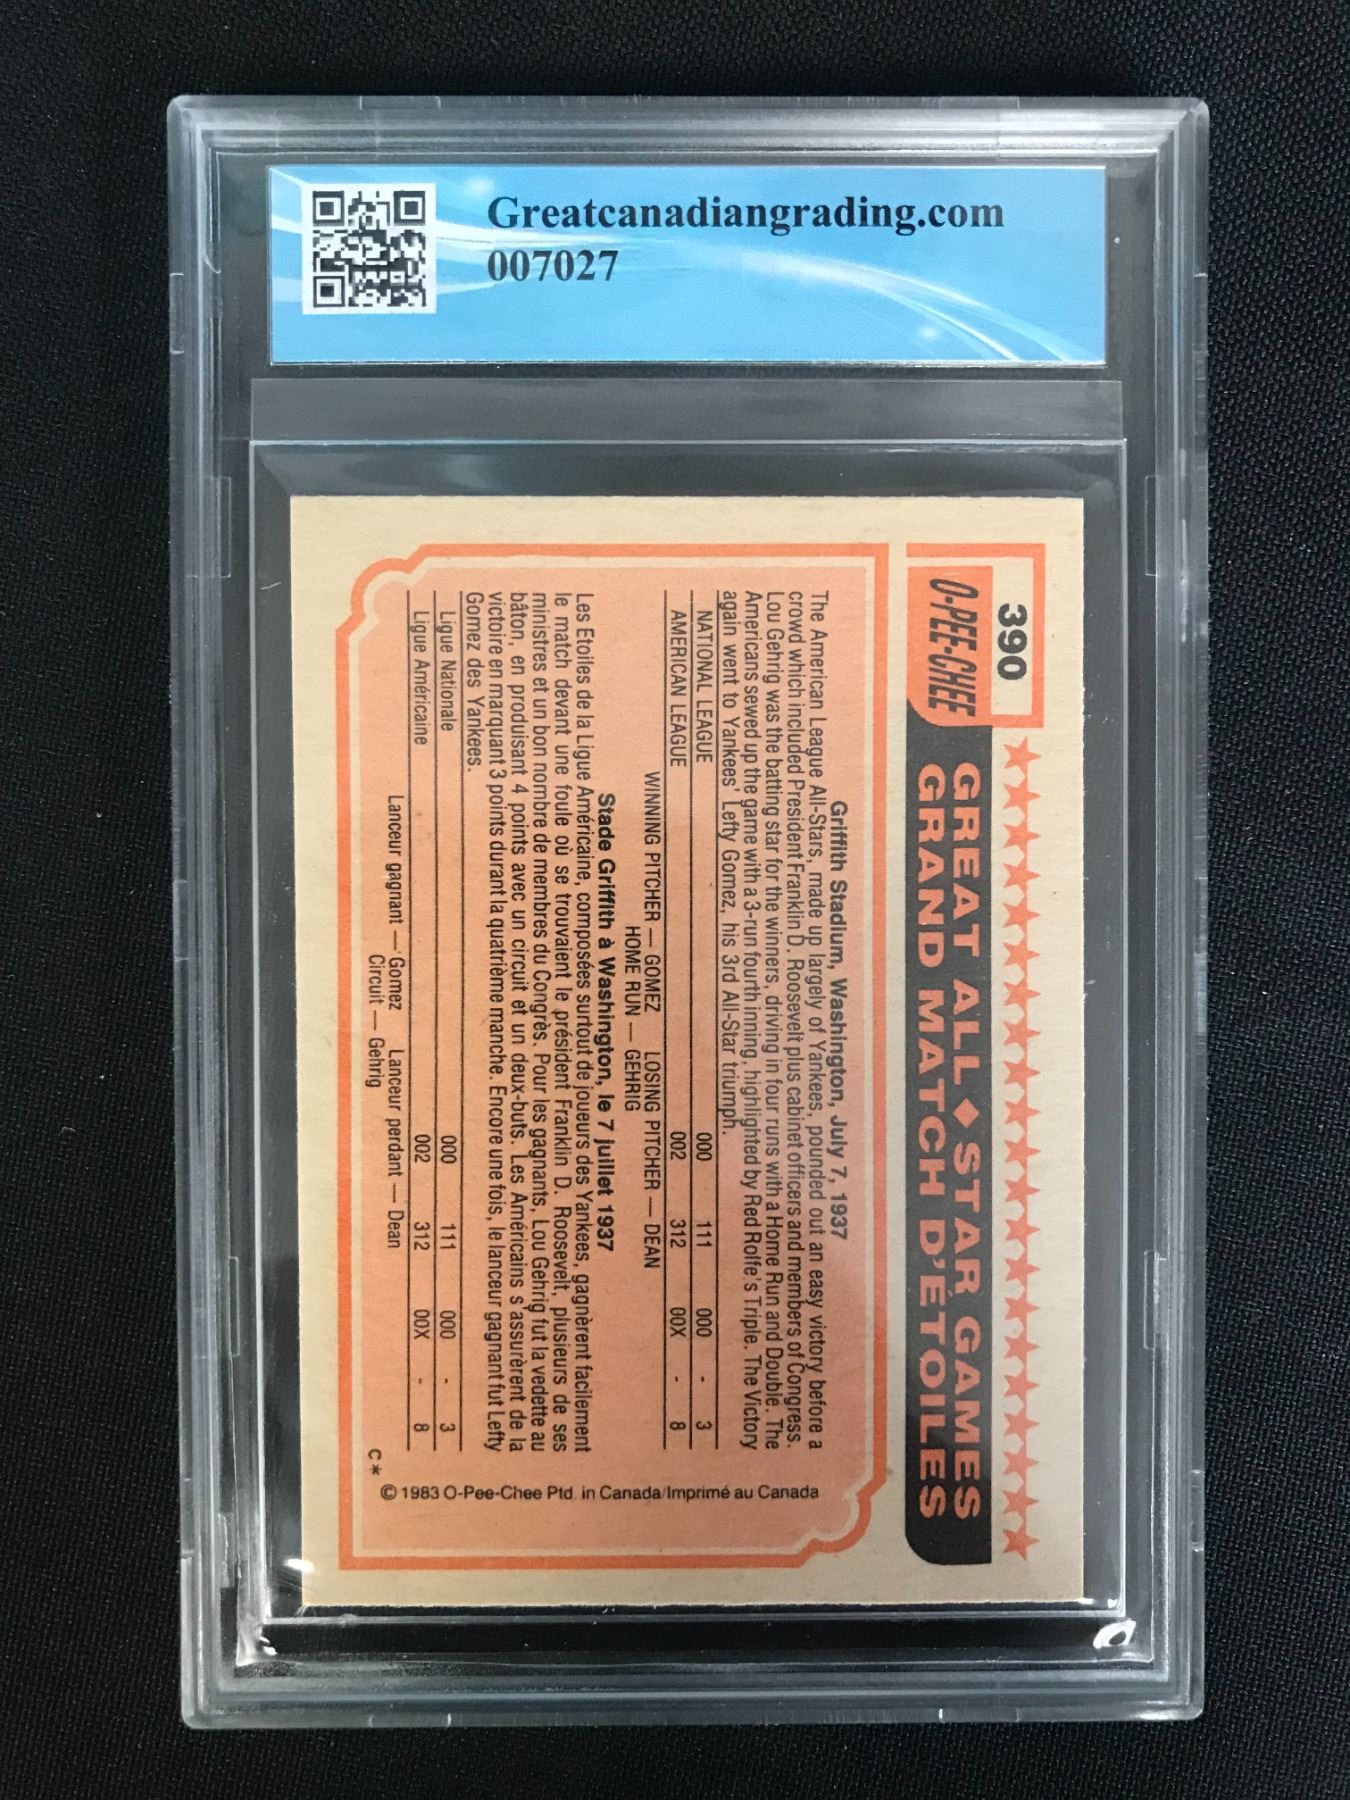 Greatcanadiangrading.com
007027
390
O-PEE-CHEE
GREAT ALL◆STAR GAMES
GRAND MATCH D'ÉTOILES
Griffith Stadium, Washington, July 7, 1937
The American League All-Stars, made up largely of Yankees, pounded out an easy victory before a
crowd which included President Franklin D. Roosevelt plus cabinet officers and members of Congress.
Lou Gehrig was the batting star for the winners, driving in four runs with a Home Run and Double. The
Americans sewed up the game with a 3-run fourth inning, highlighted by Red Rolfe's Triple. The Victory
again went to Yankees' Lefty Gomez, his 3rd All-Star triumph.
NATIONAL LEAGUE 000 111 000 - 3
AMERICAN LEAGUE 002 312 00X - 8
WINNING PITCHER — GOMEZ LOSING PITCHER — DEAN
HOME RUN — GEHRIG
Stade Griffith à Washington, le 7 juillet 1937
Les Etoiles de la Ligue Américaine, composées surtout de joueurs des Yankees, gagnèrent facilement
le match devant une foule où se trouvaient le président Franklin D. Roosevelt, plusieurs de ses
ministres et un bon nombre de membres du Congrès. Pour les gagnants, Lou Gehrig fut la vedette au
bâton, en produisant 4 points avec un circuit et un deux-buts. Les Américains s'assurèrent de la
victoire en marquant 3 points durant la quatrième manche. Encore une fois, le lanceur gagnant fut Lefty
Gomez des Yankees.
Ligue Nationale 000 111 000 - 3
Ligue Américaine 002 312 00X - 8
Lanceur gagnant — Gomez Lanceur perdant — Dean
Circuit — Gehrig
C*
© 1983 O-Pee-Chee Ptd. in Canada/Imprimé au Canada